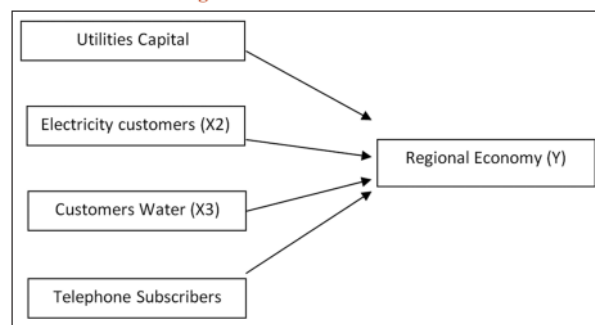 Utilities Capital
Electricity customers (X2)
Regional Economy (Y)
Customers Water (X3)
Telephone Subscribers